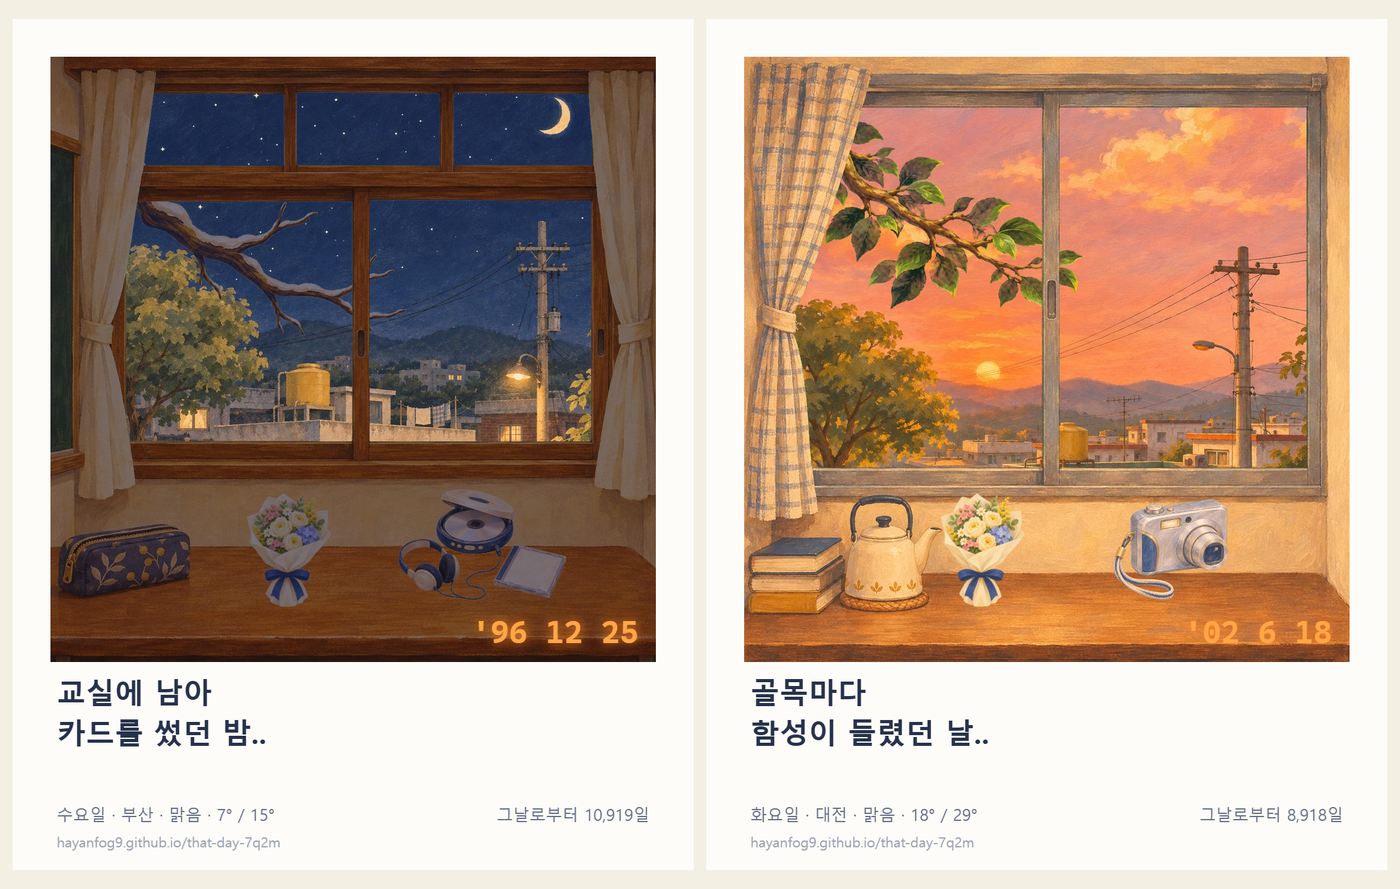 '96 12 25
교실에 남아
카드를 썼던 밤..
수요일 · 부산 · 맑음 · 7° / 15°
그날로부터 10,919일
hayanfog9.github.io/that-day-7q2m
'02 6 18
골목마다
함성이 들렸던 날..
화요일 · 대전 · 맑음 · 18° / 29°
그날로부터 8,918일
hayanfog9.github.io/that-day-7q2m